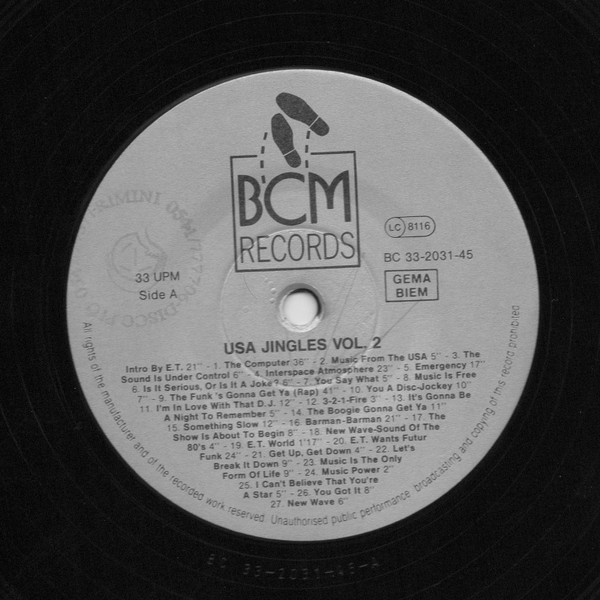 BCM
RECORDS
LC 8116
BC 33-2031-45
GEMA
BIEM
33 UPM
Side A
RIMINI 0541/
DISCO
USA JINGLES VOL, 2
Intro By E.T. 21" - 1. The Computer 36" - 2. Music From The USA 5" - 3. The
Sound Is Under Control 6" - 4. Interspace Atmosphere 23" - 5. Emergency 17"
6. Is It Serious, Or Is It A Joke? 6" - 7. You Say What 5" - 8. Music Is Free
7" - 9. The Funk 's Gonna Get Ya (Rap) 41" - 10. You A Disc-Jockey 10"
11. I'm In Love With That D.J. 12" - 12. 3-2-1-Fire 3" - 13. It's Gonna Be
A Night To Remember 5" - 14. The Boogie Gonna Get Ya 11"
15. Something Slow 12" - 16. Barman-Barman 21" - 17. The
Show Is About To Begin 8" - 18. New Wave-Sound Of The
80's 4" - 19. E.T. World 1'17" - 20. E.T. Wants Futur
Funk 24" - 21. Get Up, Get Down 4" - 22. Let's
Break It Down 9" - 23. Music Is The Only
Form Of Life 9" - 24. Music Power 2"
25. I Can't Believe That You're
A Star 5" - 26. You Got It 8"
27. New Wave 6"
All rights of the manufacturer and of the recorded work reserved. Unauthorised public performance broadcasting and copying of this record prohibited
BC 33-2031-45-A